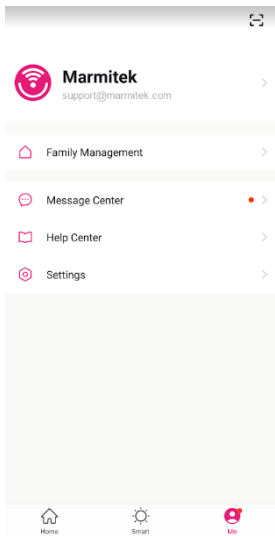 Marmitek
support@marmitek.com
Family Management
Message Center
Help Center
Settings
Home
Smart
Me